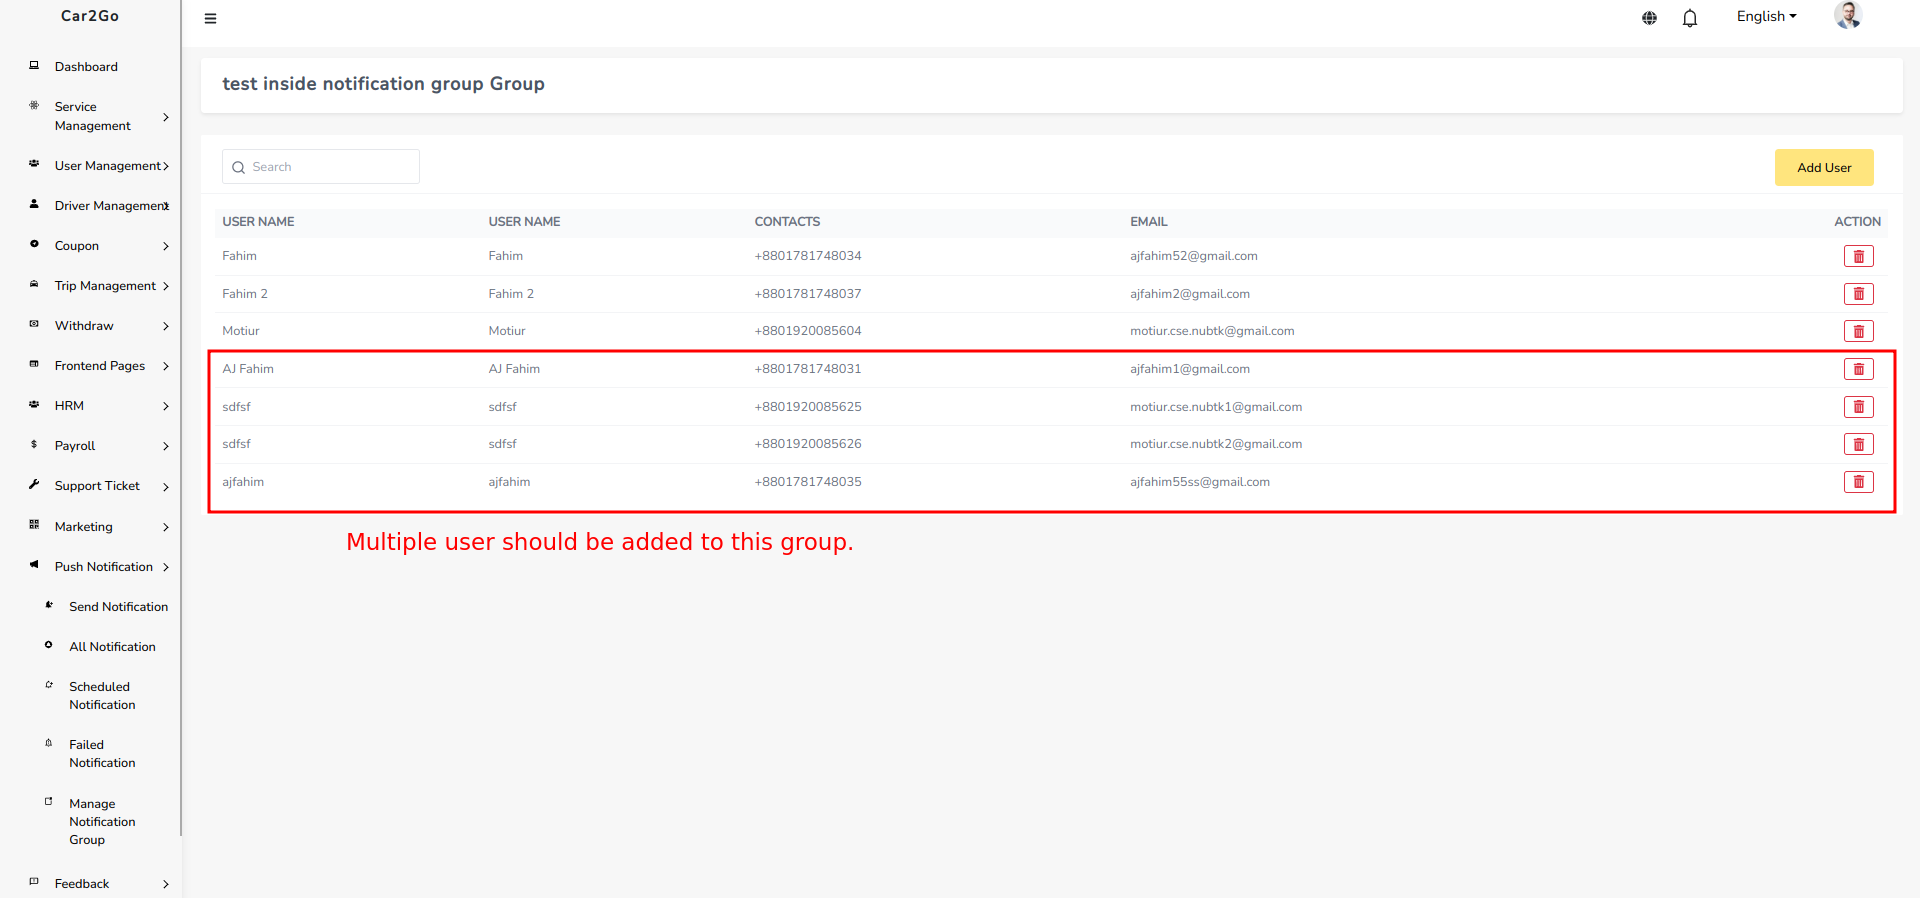 Car2Go
English
Dashboard
Service
Management
User Management
Driver Management
Coupon
Trip Management
Withdraw
Frontend Pages
HRM
Payroll
Support Ticket
Marketing
Push Notification
Send Notification
All Notification
Scheduled
Notification
Failed
Notification
Manage
Notification
Group
Feedback
test inside notification group Group
Search
Add User
USER NAME USER NAME CONTACTS EMAIL ACTION
Fahim Fahim +8801781748034 ajfahim52@gmail.com
Fahim 2 Fahim 2 +8801781748037 ajfahim2@gmail.com
Motiur Motiur +8801920085604 motiur.cse.nubtk@gmail.com
AJ Fahim AJ Fahim +8801781748031 ajfahim1@gmail.com
sdfsf sdfsf +8801920085625 motiur.cse.nubtk1@gmail.com
sdfsf sdfsf +8801920085626 motiur.cse.nubtk2@gmail.com
ajfahim ajfahim +8801781748035 ajfahim55ss@gmail.com
Multiple user should be added to this group.